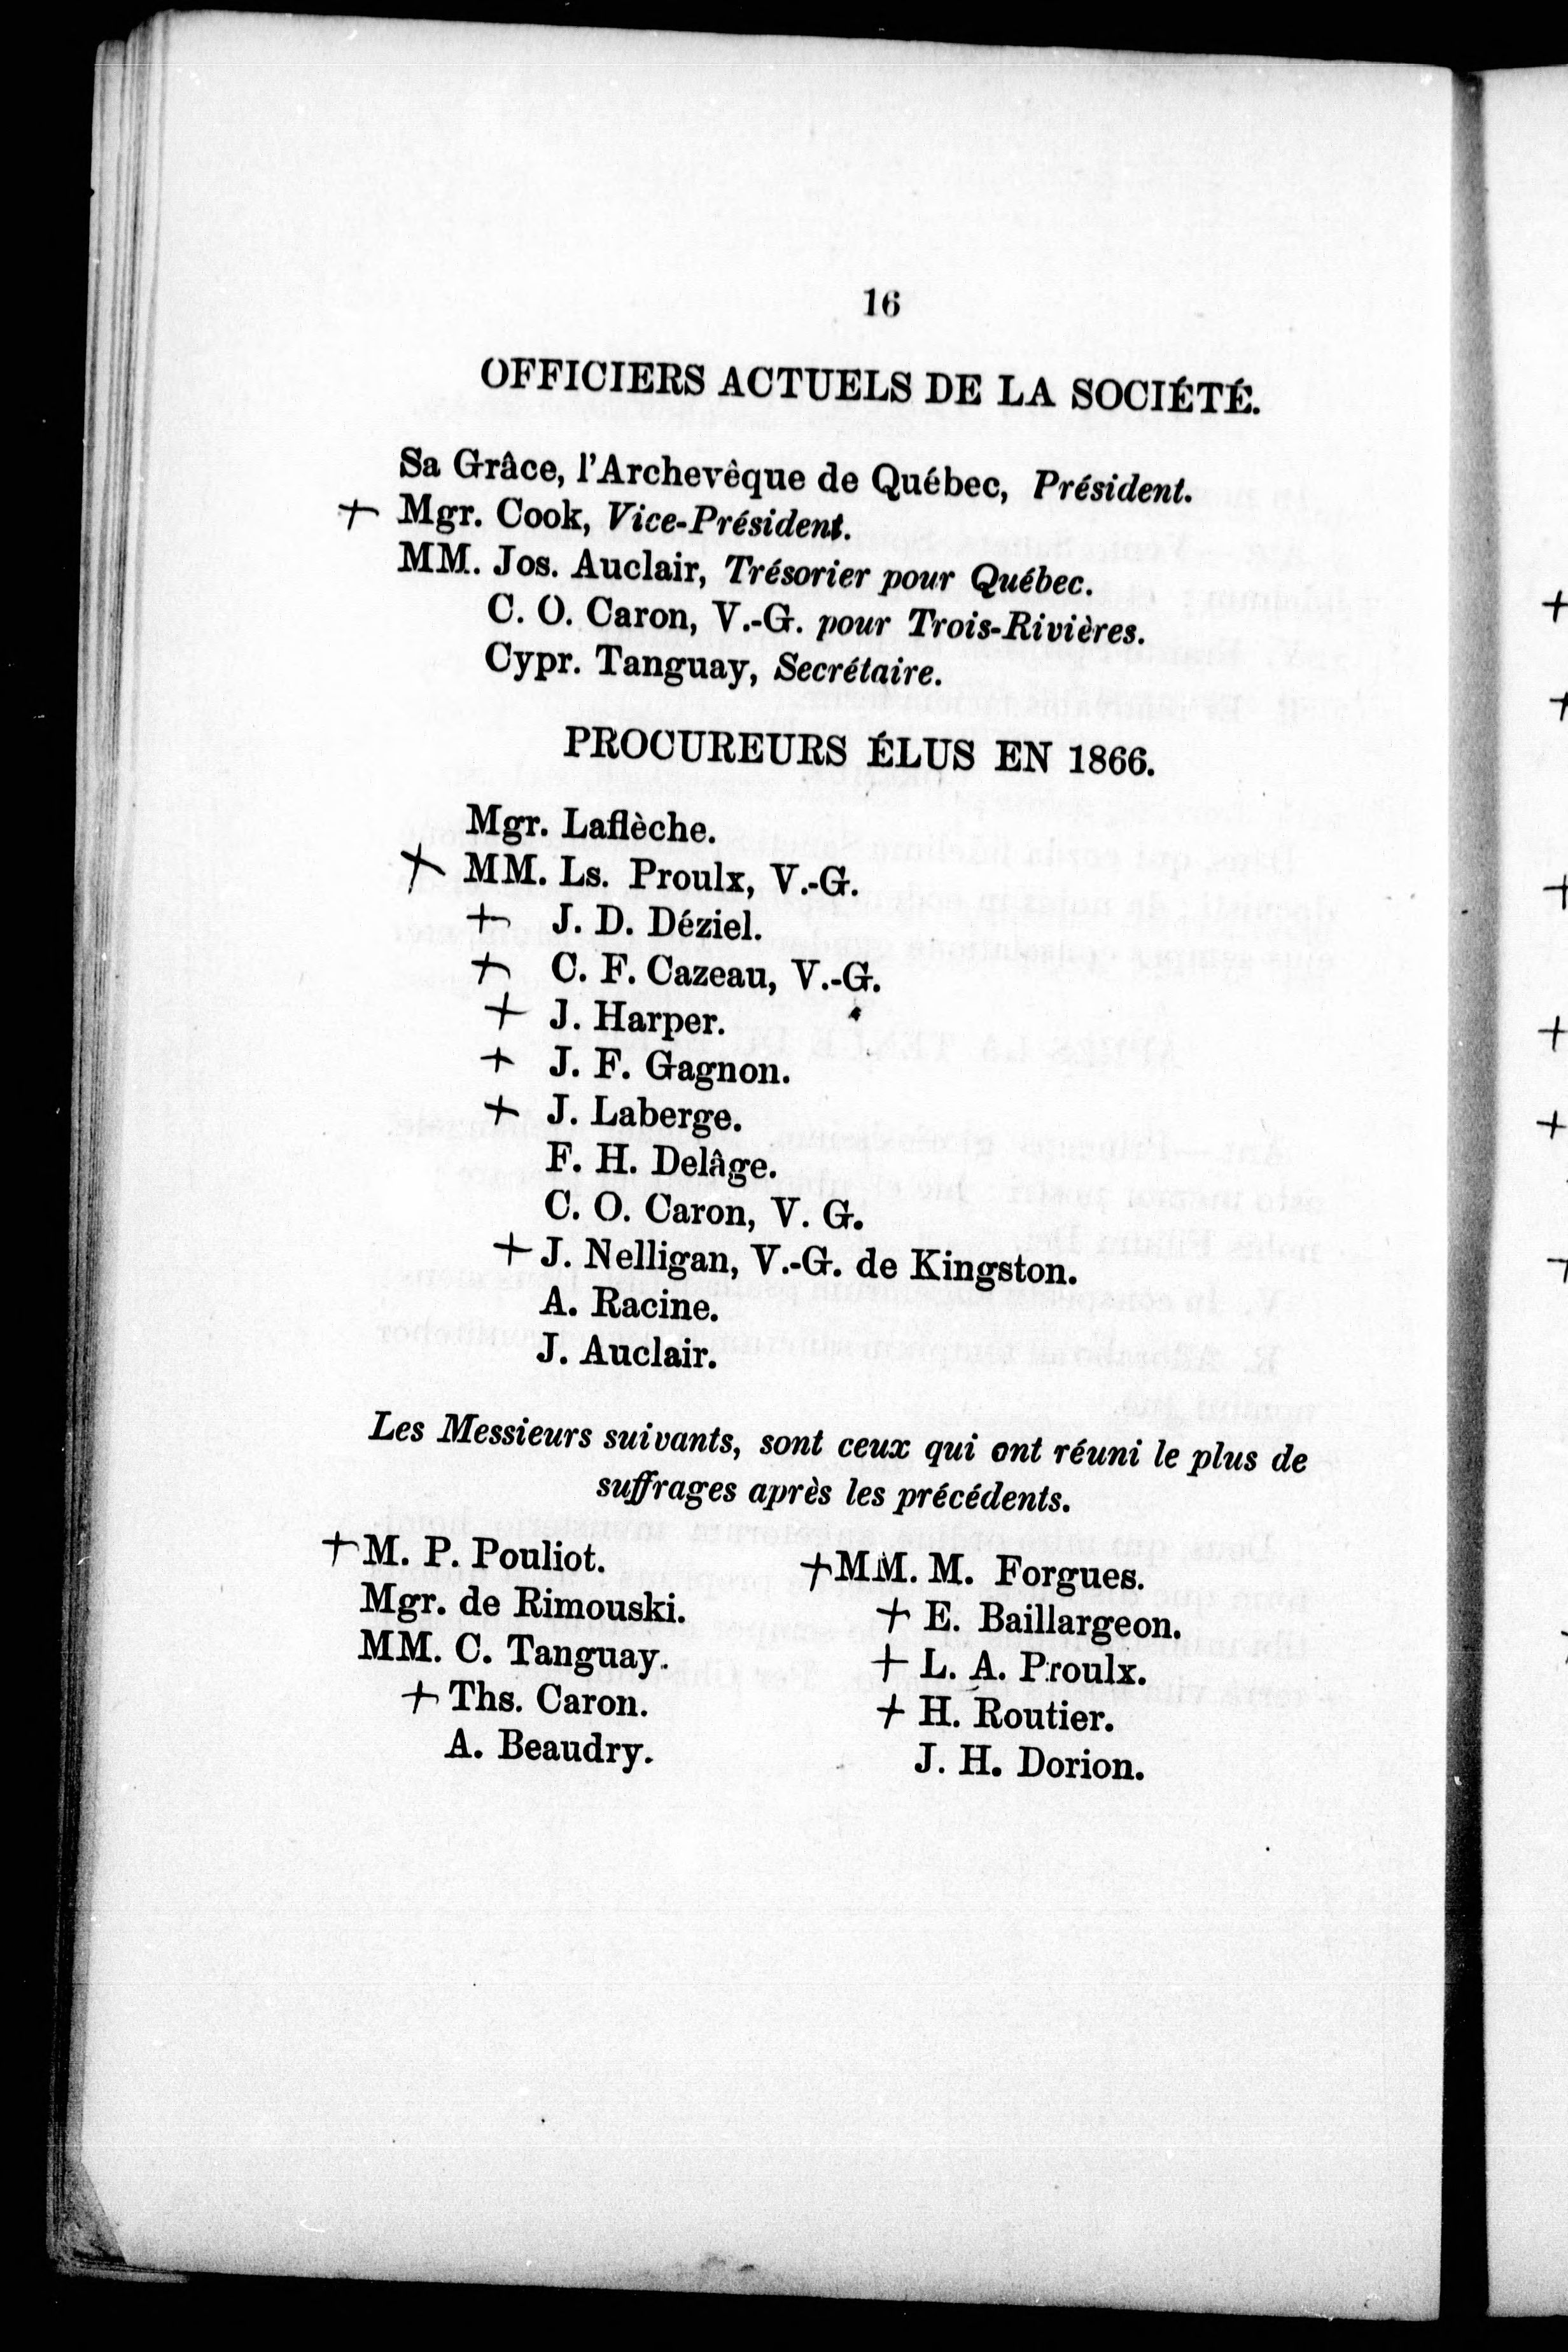 16
OFFICIERS ACTUELS DE LA SOCIÉTÉ.
Sa Grâce, l'Archevêque de Québec, Président.
+ Mgr. Cook, Vice-Président.
MM. Jos. Auclair, Trésorier pour Québec.
C. O. Caron, V.-G. pour Trois-Rivières.
Cypr. Tanguay, Secrétaire.
PROCUREURS ÉLUS EN 1866.
Mgr. Laflèche.
+ MM. Ls. Proulx, V.-G.
+ J. D. Déziel.
+ C. F. Cazeau, V.-G.
+ J. Harper.
+ J. F. Gagnon.
+ J. Laberge.
F. H. Delâge.
C. O. Caron, V. G.
+ J. Nelligan, V.-G. de Kingston.
A. Racine.
J. Auclair.
Les Messieurs suivants, sont ceux qui ont réuni le plus de
suffrages après les précédents.
+ M. P. Pouliot.
Mgr. de Rimouski.
MM. C. Tanguay.
+ Ths. Caron.
A. Beaudry.
+ MM. M. Forgues.
+ E. Baillargeon.
+ L. A. Proulx.
+ H. Routier.
J. H. Dorion.